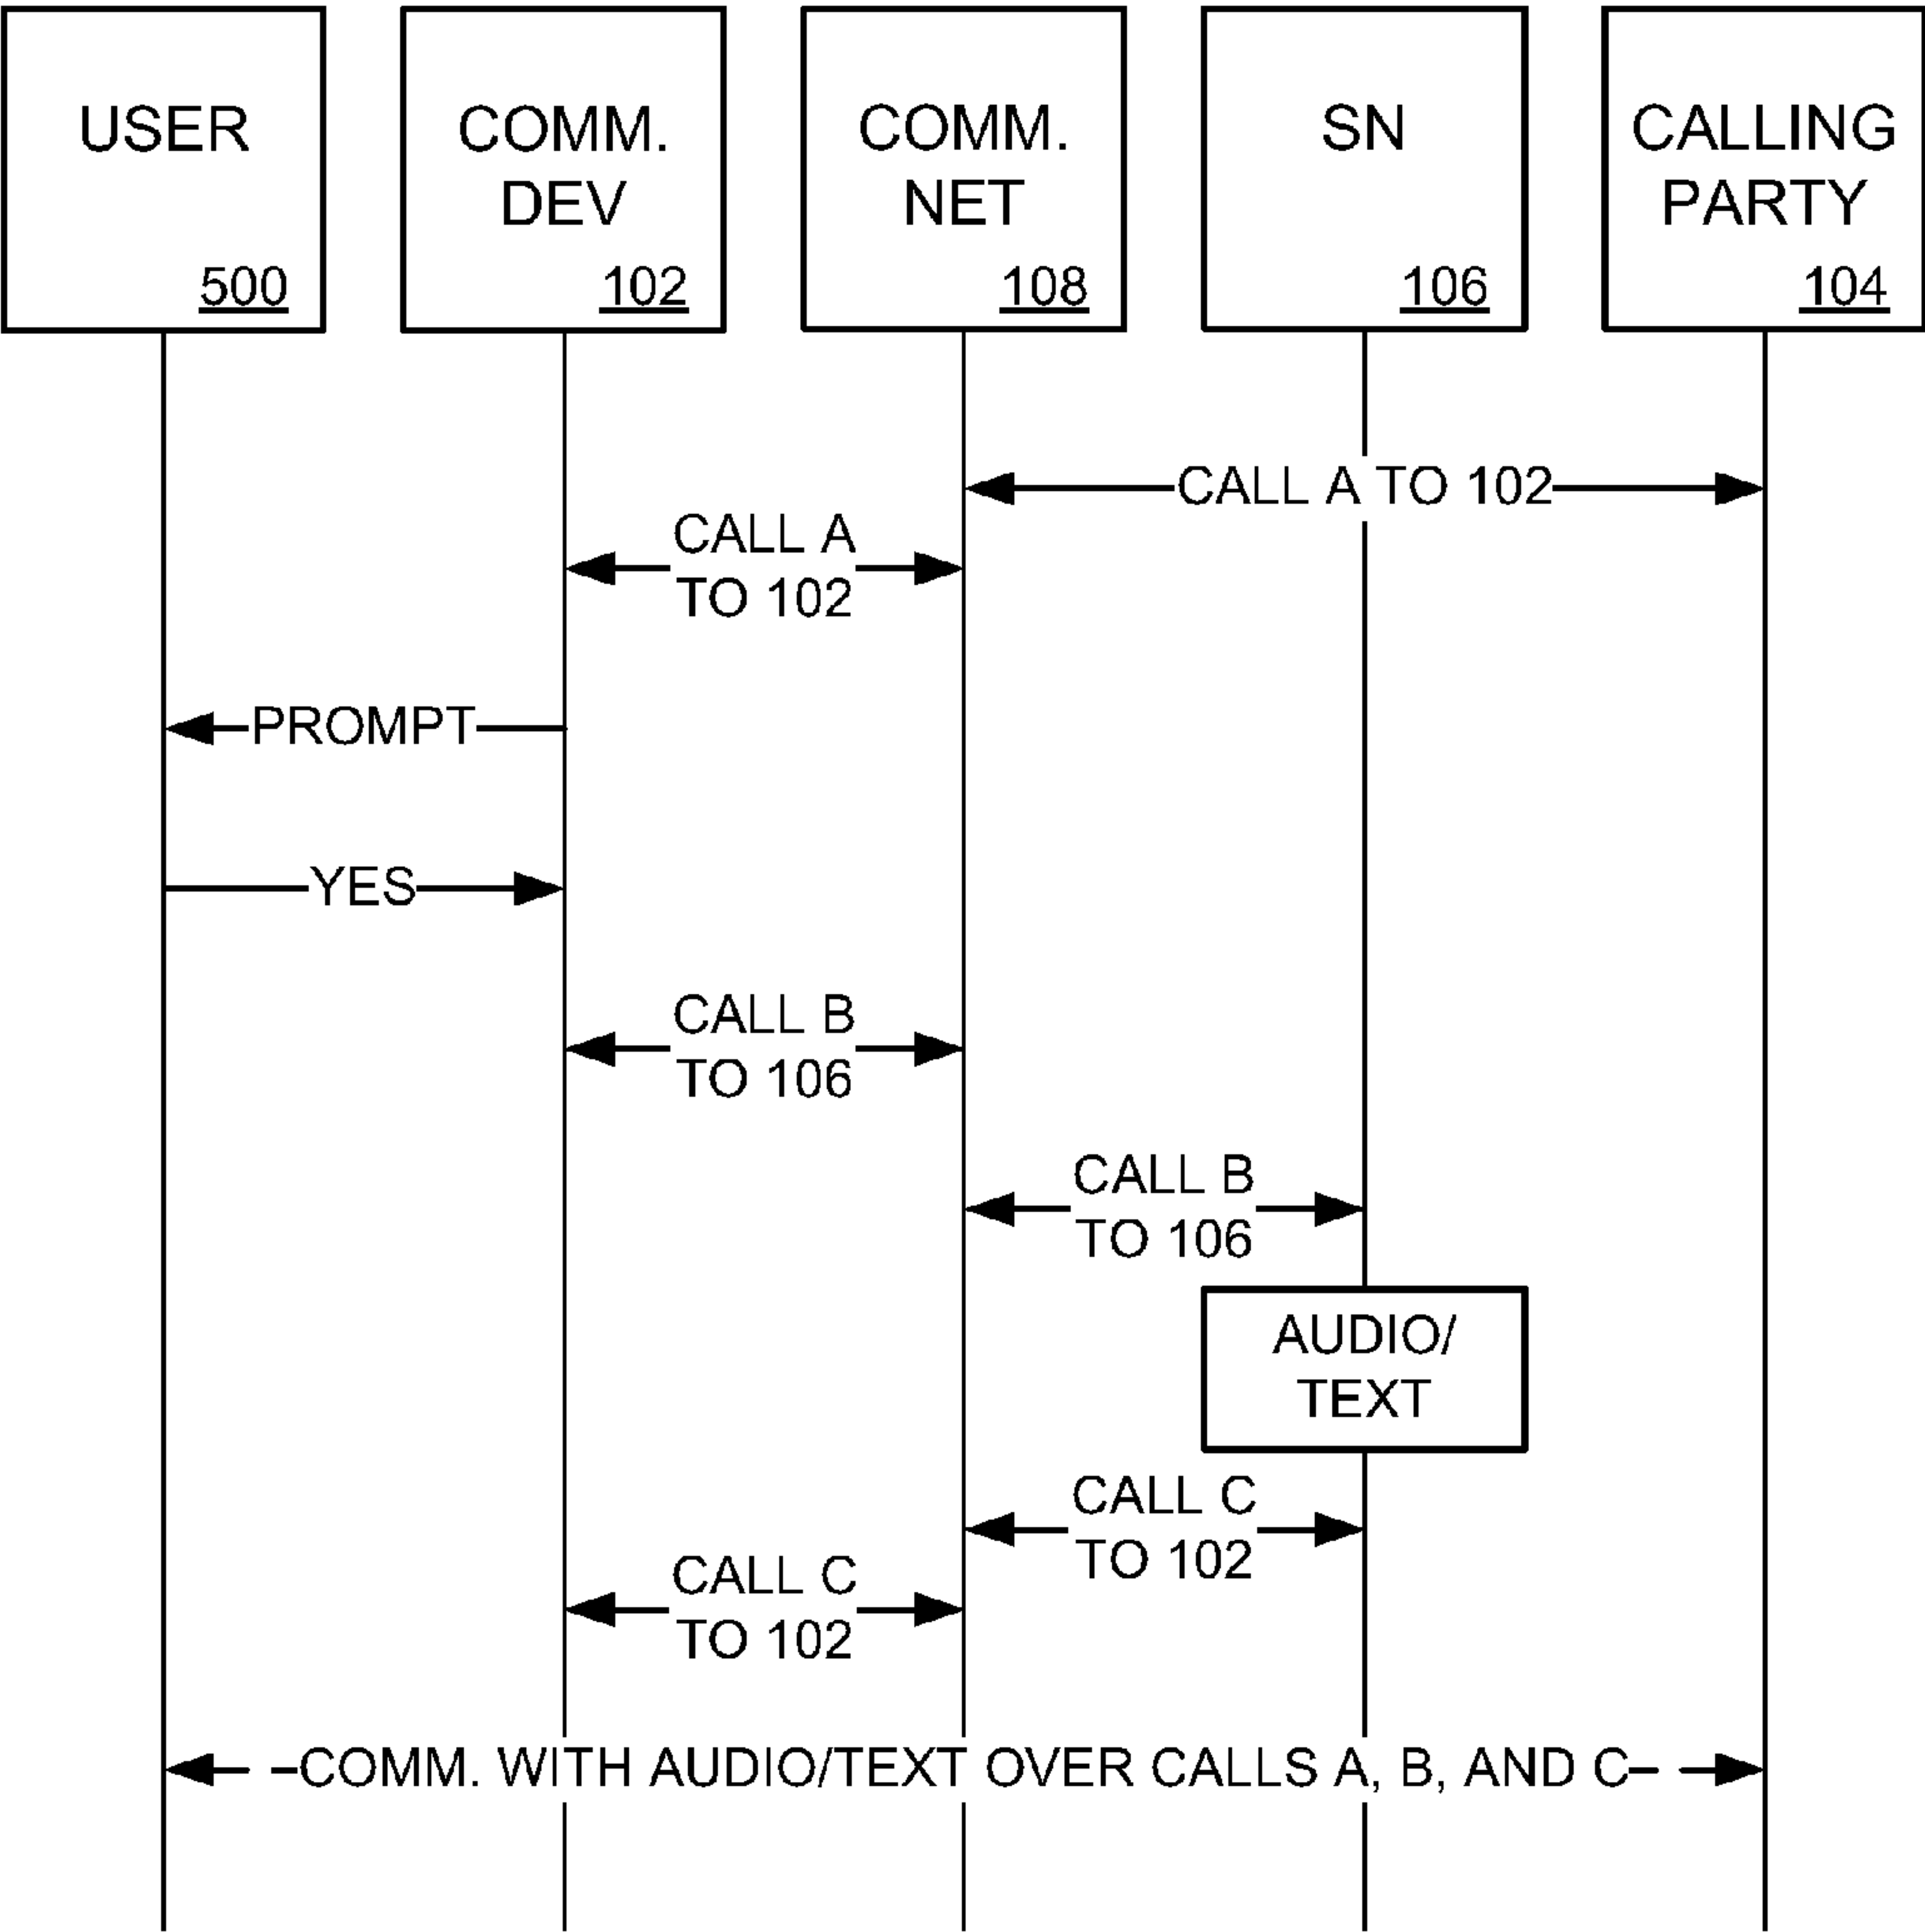 USER
500
COMM.
DEV
102
COMM.
NET
108
SN
106
CALLING
PARTY
104
CALL A TO 102
CALL A
TO 102
PROMPT
YES
CALL B
TO 106
CALL B
TO 106
AUDIO/
TEXT
CALL C
TO 102
CALL C
TO 102
COMM. WITH AUDIO/TEXT OVER CALLS A, B, AND C